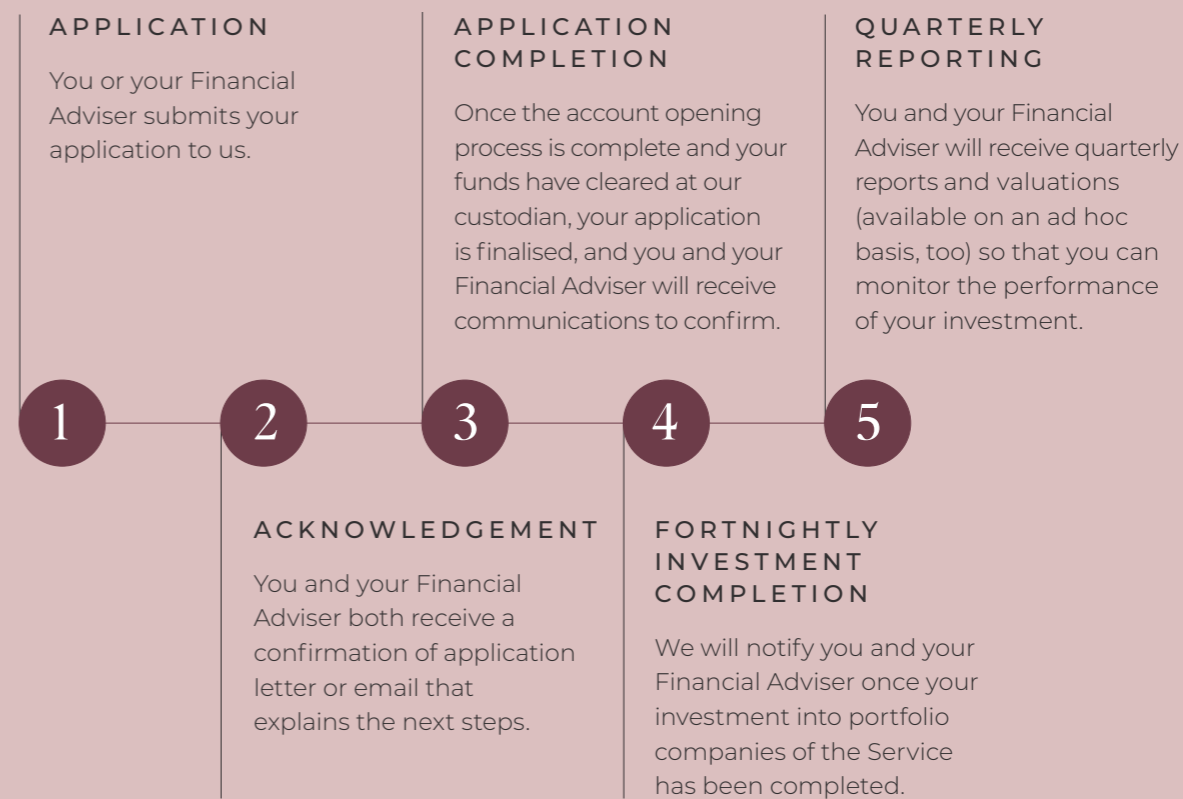 APPLICATION
You or your Financial
Adviser submits your
application to us.
APPLICATION
COMPLETION
Once the account opening
process is complete and your
funds have cleared at our
custodian, your application
is finalised, and you and your
Financial Adviser will receive
communications to confirm.
QUARTERLY
REPORTING
You and your Financial
Adviser will receive quarterly
reports and valuations
(available on an ad hoc
basis, too) so that you can
monitor the performance
of your investment.
1
2
3
4
5
ACKNOWLEDGEMENT
You and your Financial
Adviser both receive a
confirmation of application
letter or email that
explains the next steps.
FORTNIGHTLY
INVESTMENT
COMPLETION
We will notify you and your
Financial Adviser once your
investment into portfolio
companies of the Service
has been completed.